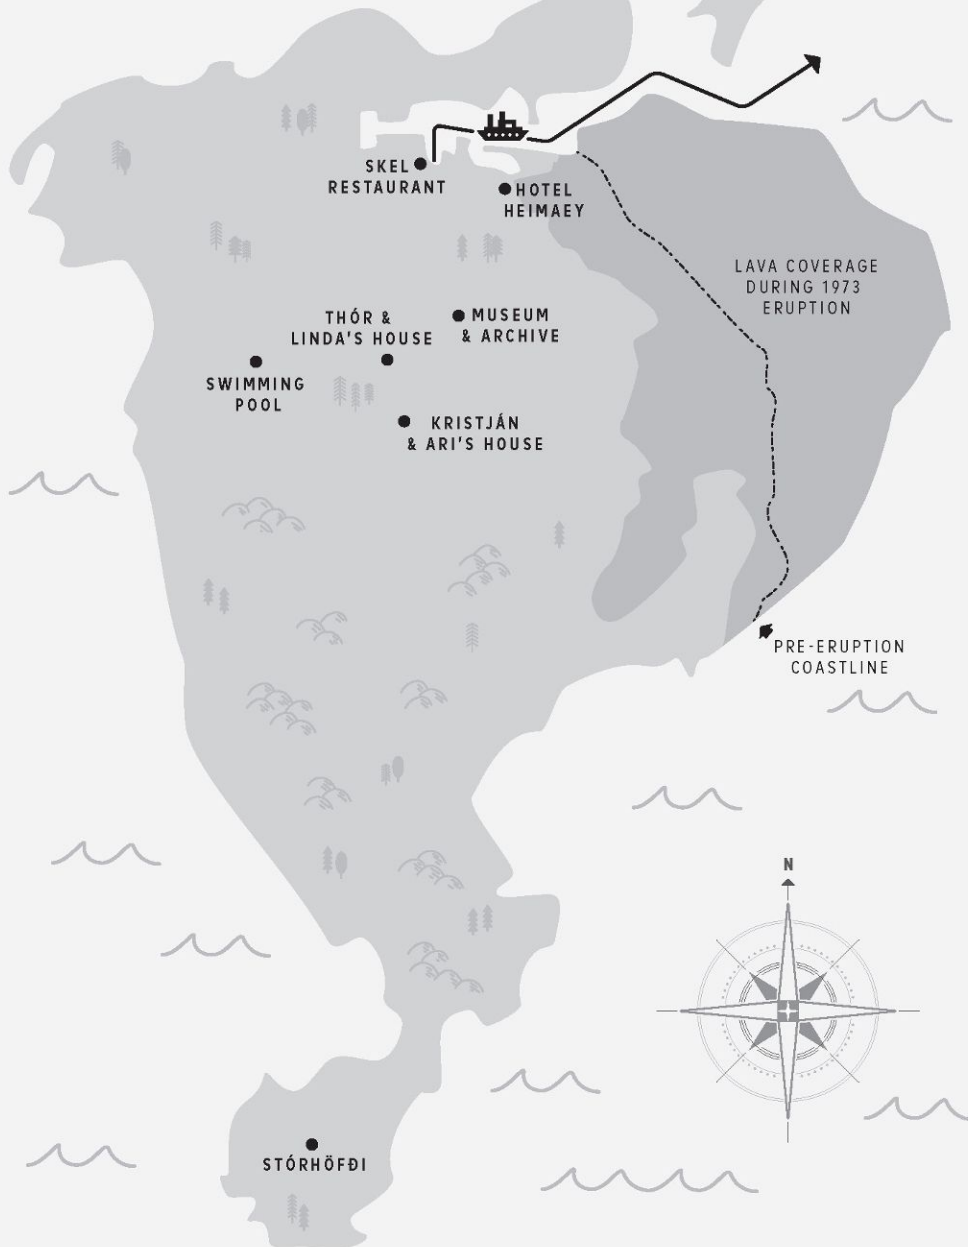 SKEL
RESTAURANT
HOTEL
HEIMAEY
LAVA COVERAGE
DURING 1973
ERUPTION
THÓR &
LINDA'S HOUSE
MUSEUM
& ARCHIVE
SWIMMING
POOL
KRISTJÁN
& ARI'S HOUSE
PRE-ERUPTION
COASTLINE
N
STÓRHÖFÐI